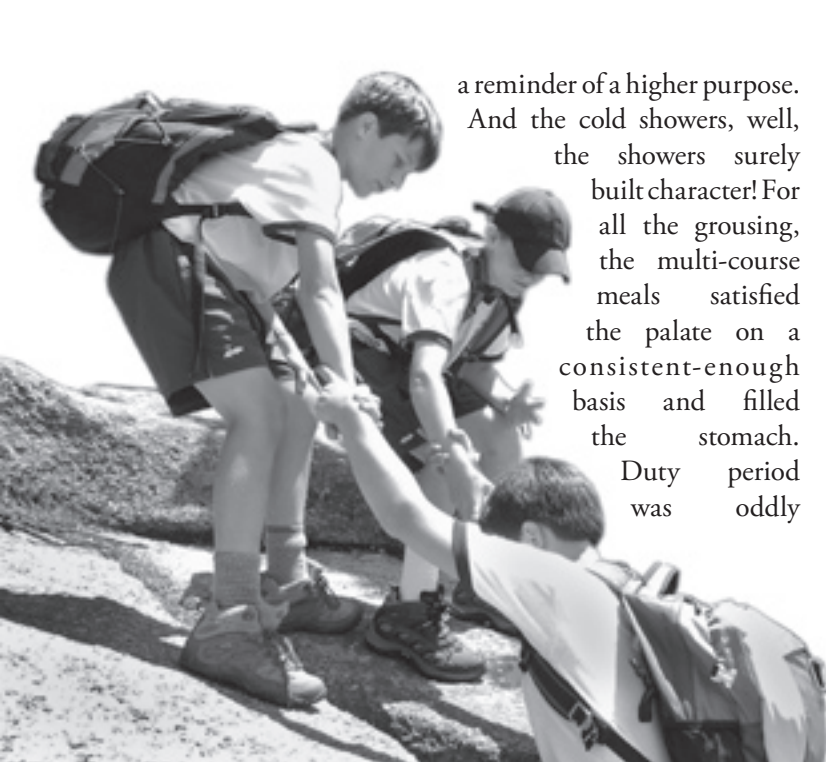 a reminder of a higher purpose.
And the cold showers, well,
the showers surely
built character! For
all the grousing,
the multi-course
meals satisfied
the palate on a
consistent-enough
basis and filled
the stomach.
Duty period
was oddly